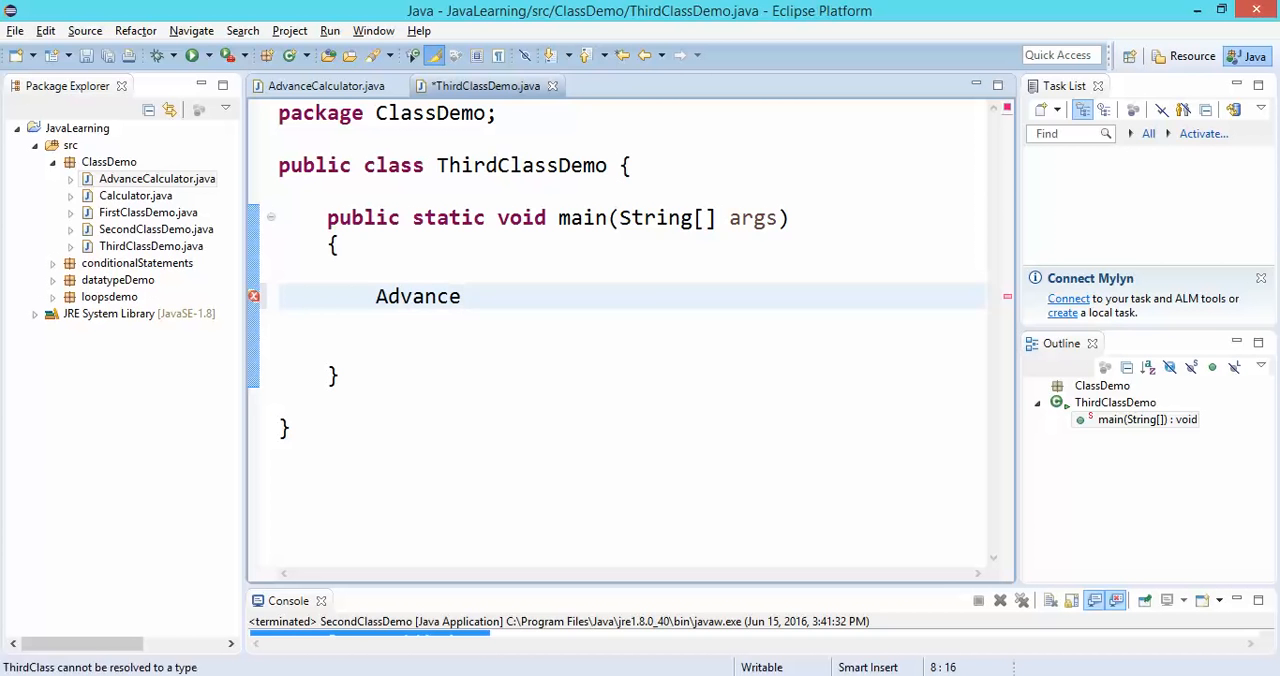 Java - JavaLearning/src/ClassDemo/ThirdClassDemo.java - Eclipse Platform
File Edit Source Refactor Navigate Search Project Run Window Help
Quick Access
Resource
Java
Package Explorer
AdvanceCalculator.java
*ThirdClassDemo.java
Task List
JavaLearning
src
ClassDemo
AdvanceCalculator.java
Calculator.java
FirstClassDemo.java
SecondClassDemo.java
ThirdClassDemo.java
conditionalStatements
datatypeDemo
loopsdemo
JRE System Library [JavaSE-1.8]
package ClassDemo;
public class ThirdClassDemo {
public static void main(String[] args)
{
Advance
}
}
Find
All
Activate...
Connect Mylyn
Connect to your task and ALM tools or
create a local task.
Outline
ClassDemo
ThirdClassDemo
main(String[]) : void
Console
<terminated> SecondClassDemo [Java Application] C:\Program Files\Java\jre1.8.0_40\bin\javaw.exe (Jun 15, 2016, 3:41:32 PM)
ThirdClass cannot be resolved to a type
Writable
Smart Insert
8 : 16